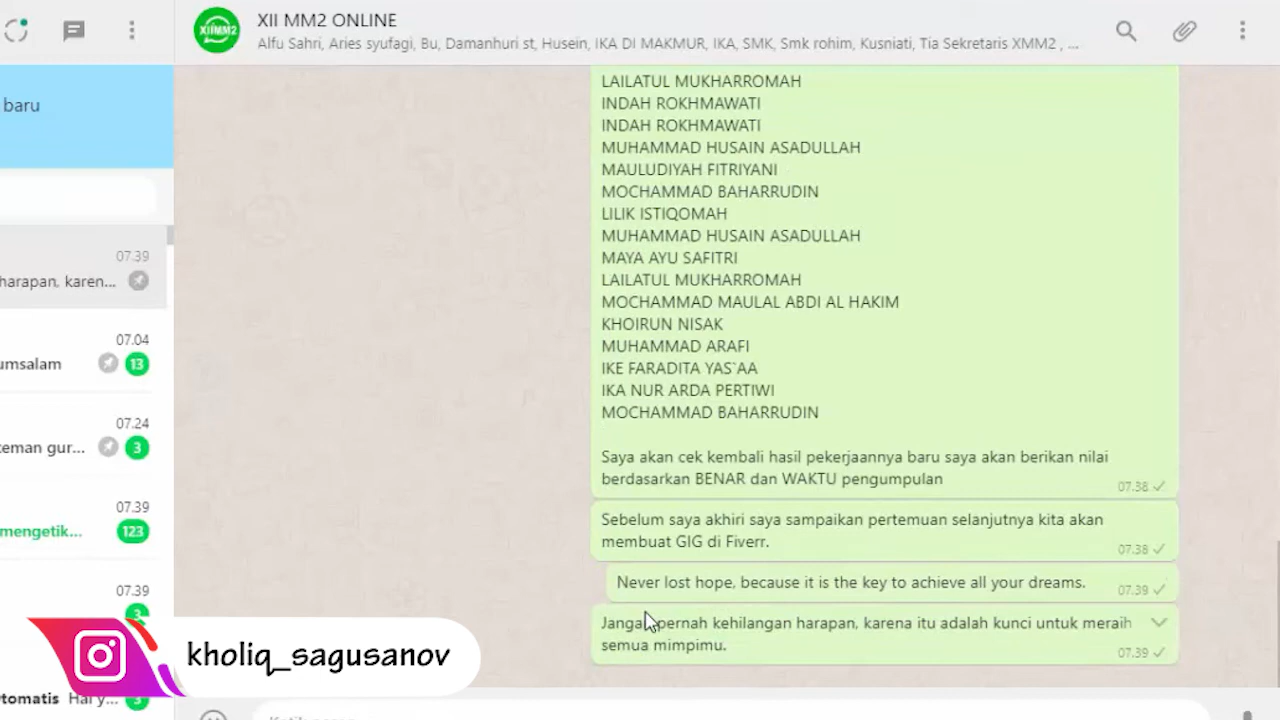 XIIMM2
XII MM2 ONLINE
Alfu Sahri, Aries syufagi, Bu, Damanhuri st, Husein, IKA DI MAKMUR, IKA, SMK, Smk rohim, Kusniati, Tia Sekretaris XMM2 , ...
baru
07.39
harapan, karen...
07.04
umsalam
13
07.24
teman gur...
3
07.39
mengetik...
123
07.39
3
tomatis Hai y...
3
LAILATUL MUKHARROMAH
INDAH ROKHMAWATI
INDAH ROKHMAWATI
MUHAMMAD HUSAIN ASADULLAH
MAULUDIYAH FITRIYANI
MOCHAMMAD BAHARRUDIN
LILIK ISTIQOMAH
MUHAMMAD HUSAIN ASADULLAH
MAYA AYU SAFITRI
LAILATUL MUKHARROMAH
MOCHAMMAD MAULAL ABDI AL HAKIM
KHOIRUN NISAK
MUHAMMAD ARAFI
IKE FARADITA YAS`AA
IKA NUR ARDA PERTIWI
MOCHAMMAD BAHARRUDIN
Saya akan cek kembali hasil pekerjaannya baru saya akan berikan nilai
berdasarkan BENAR dan WAKTU pengumpulan
07.38
Sebelum saya akhiri saya sampaikan pertemuan selanjutnya kita akan
membuat GIG di Fiverr.
07.38
Never lost hope, because it is the key to achieve all your dreams.
07.39
Jangan pernah kehilangan harapan, karena itu adalah kunci untuk meraih
semua mimpimu.
07.39
kholiq_sagusanov